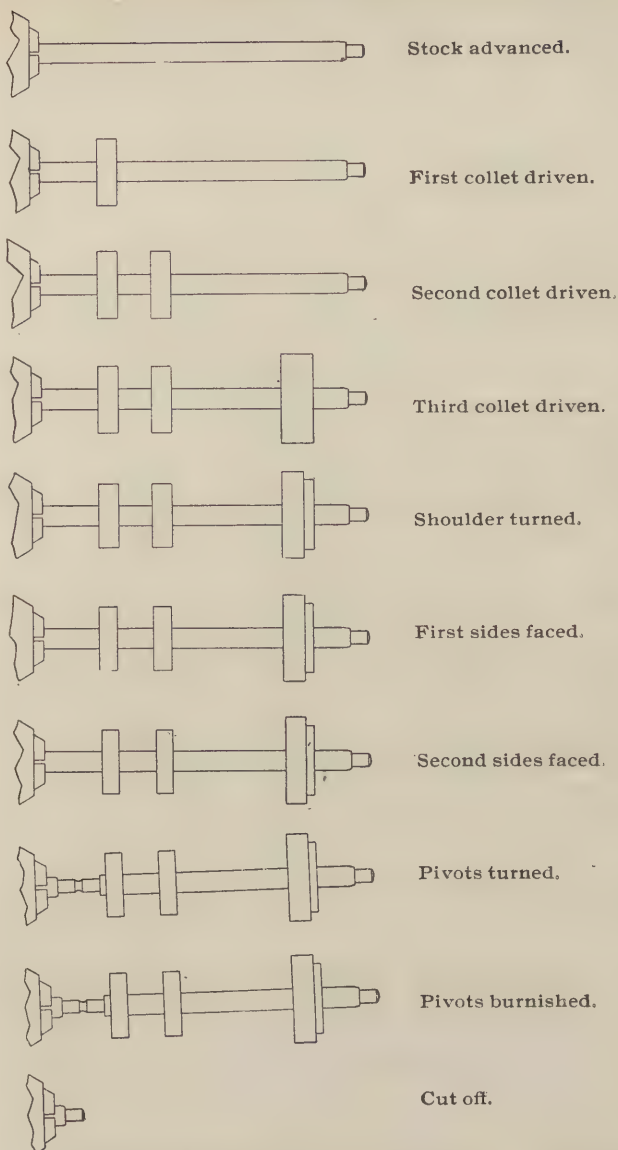 Stock advanced.
First collet driven.
Second collet driven.
Third collet driven.
Shoulder turned.
First sides faced.
Second sides faced.
Pivots turned.
Pivots burnished.
Cut off.